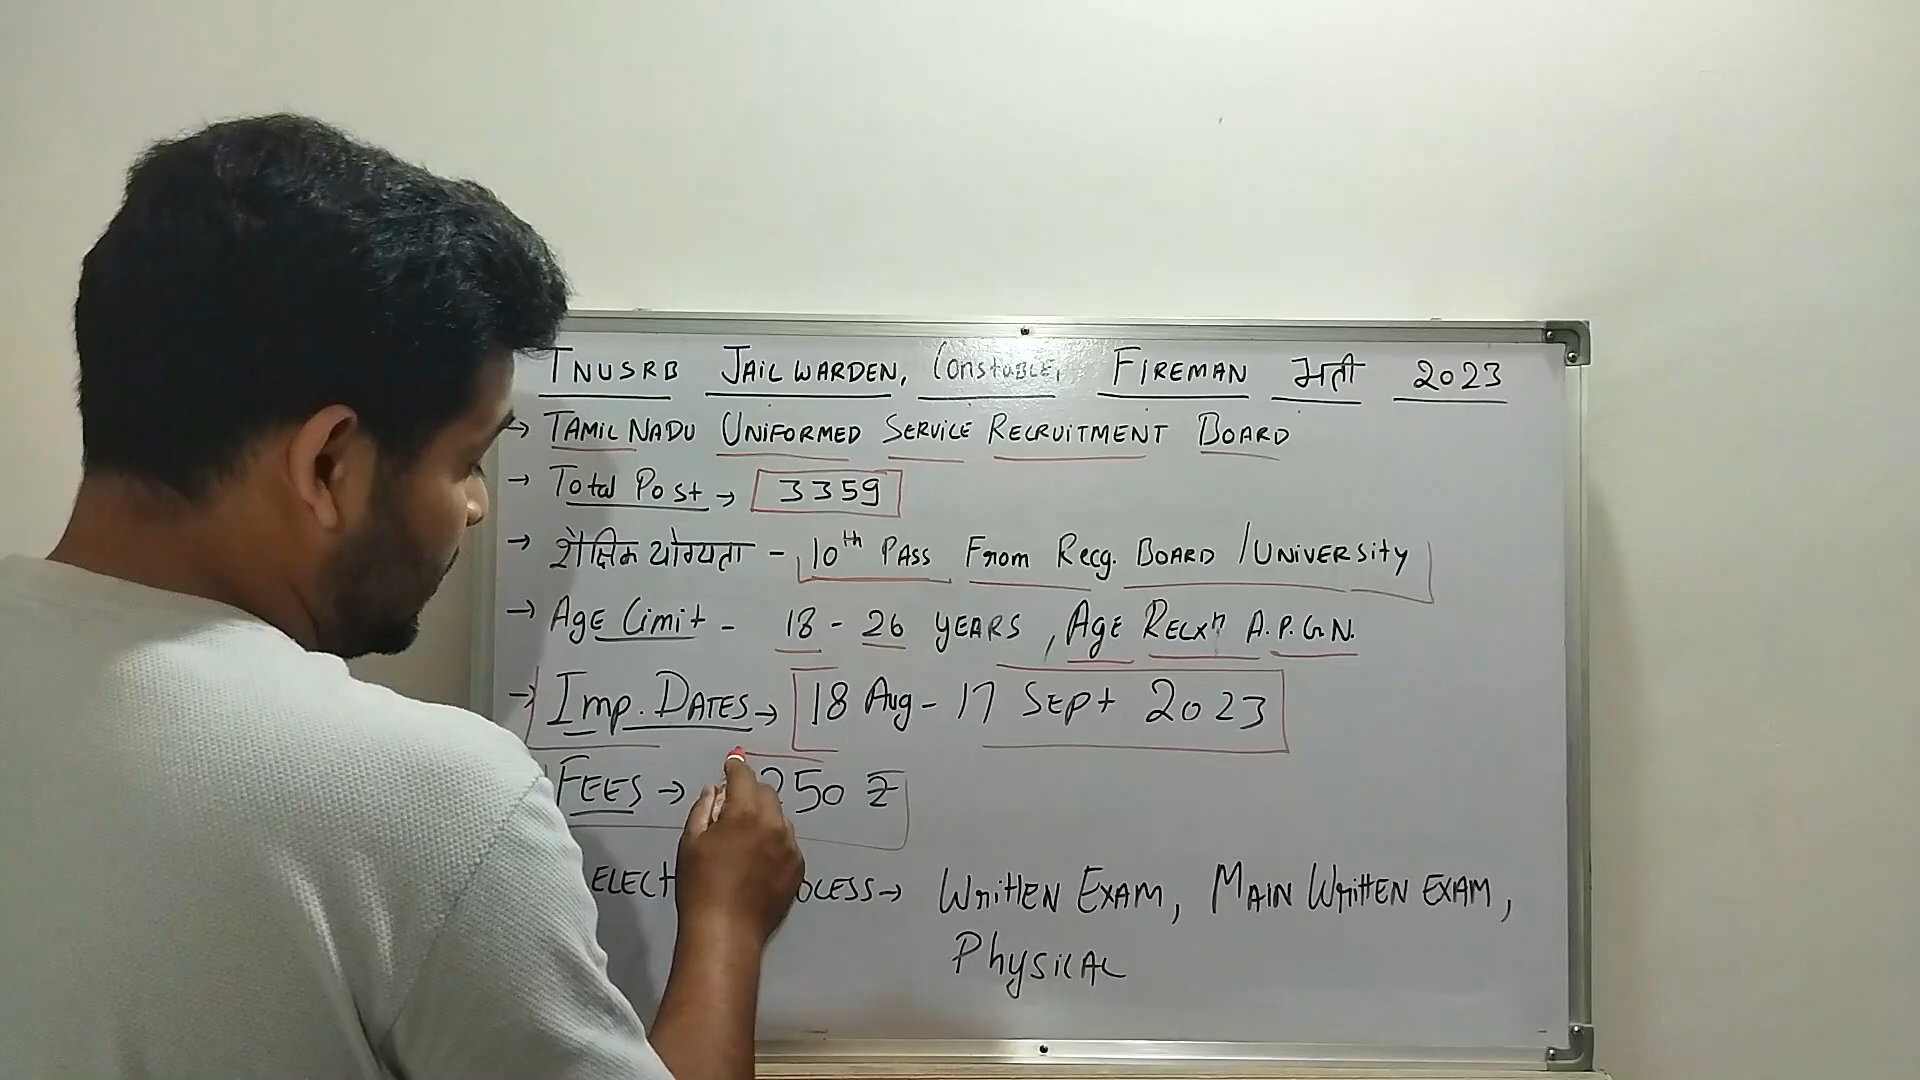 TNUSRB JAIL WARDEN, Constable, FIREMAN भर्ती 2023
→ TAMIL NADU UNIFORMED SERVICE RECRUITMENT BOARD
→ Total Post → 3359
→ शैक्षिक योग्यता - 10th PASS From Recg. BOARD / UNIVERSITY
→ Age Limit - 18 - 26 YEARS, AGE RELXn A.P.G.N.
→ Imp. DATES → 18 Aug - 17 SEPt 2023
FEES → 250 ₹
WrittEN EXAM, MAIN WrittEN EXAM,
PhysICAL